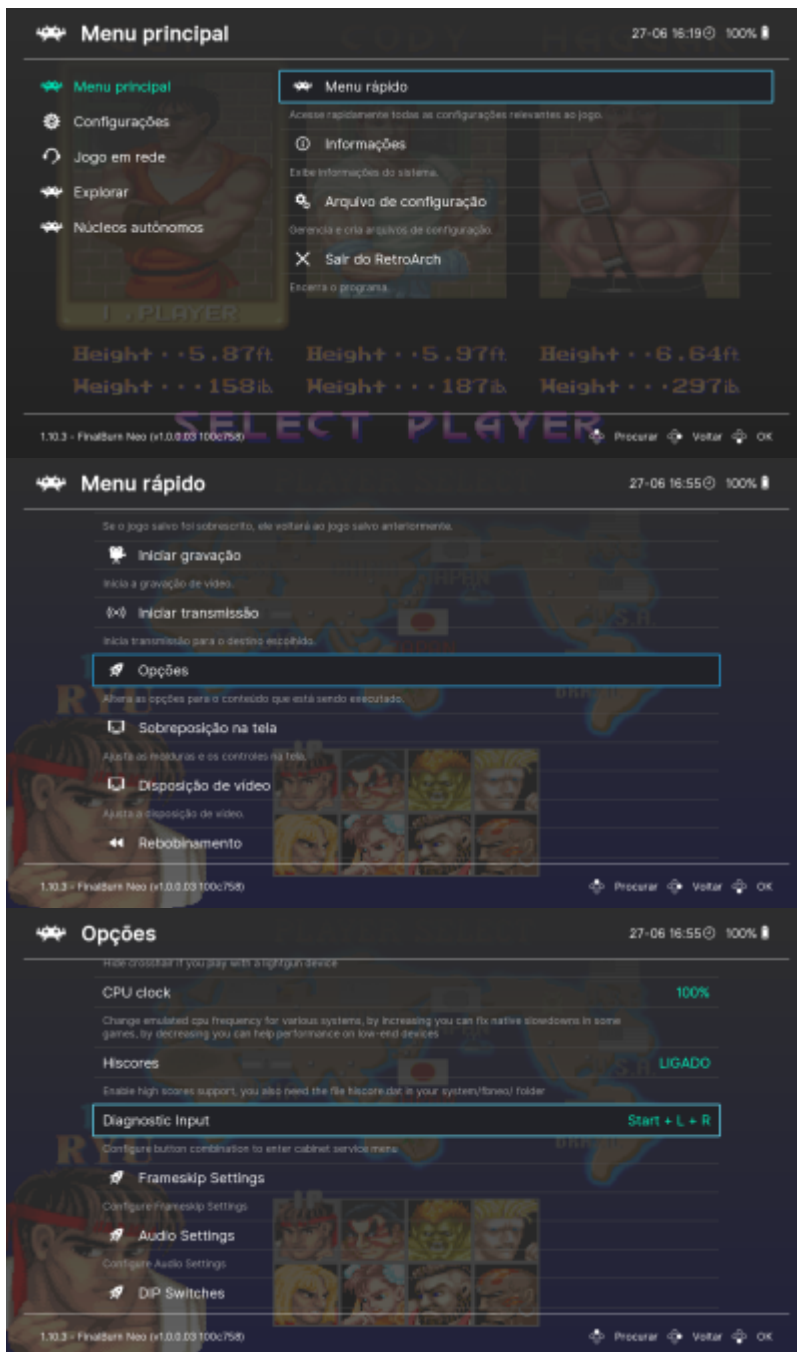 Menu principal
27-06 16:19 100%
Menu principal
Configurações
Jogo em rede
Explorar
Núcleos autônomos
Menu rápido
Acesse rapidamente todas as configurações relevantes ao jogo.
Informações
Exibe informações do sistema.
Arquivo de configuração
Gerencia e cria arquivos de configuração.
Sair do RetroArch
Encerra o programa.
CODY HAGGAR
1.PLAYER
Height··5.87ft. Height··5.97ft. Height··6.64ft.
Weight···158lb. Weight···187lb. Weight···297lb.
SELECT PLAYER
1.10.3 - FinalBurn Neo (v1.0.0.03 100c758)
Procurar Voltar OK
Menu rápido
27-06 16:55 100%
Se o jogo salvo foi sobrescrito, ele voltará ao jogo salvo anteriormente.
Iniciar gravação
Inicia a gravação de vídeo.
Iniciar transmissão
Inicia transmissão para o destino escolhido.
Opções
Altera as opções para o conteúdo que está sendo executado.
Sobreposição na tela
Ajusta as molduras e os controles na tela.
Disposição de vídeo
Ajusta a disposição de vídeo.
Rebobinamento
RYU
1.10.3 - FinalBurn Neo (v1.0.0.03 100c758)
Procurar Voltar OK
Opções
27-06 16:55 100%
Hide crosshair if you play with a lightgun device
CPU clock 100%
Change emulated cpu frequency for various systems, by increasing you can fix native slowdowns in some
games, by decreasing you can help performance on low-end devices
Hiscores LIGADO
Enable high scores support, you also need the file hiscore.dat in your system/fbneo/ folder
Diagnostic Input Start + L + R
Configure button combination to enter cabinet service menu
Frameskip Settings
Configure Frameskip Settings
Audio Settings
Configure Audio Settings
DIP Switches
RYU
1.10.3 - FinalBurn Neo (v1.0.0.03 100c758)
Procurar Voltar OK